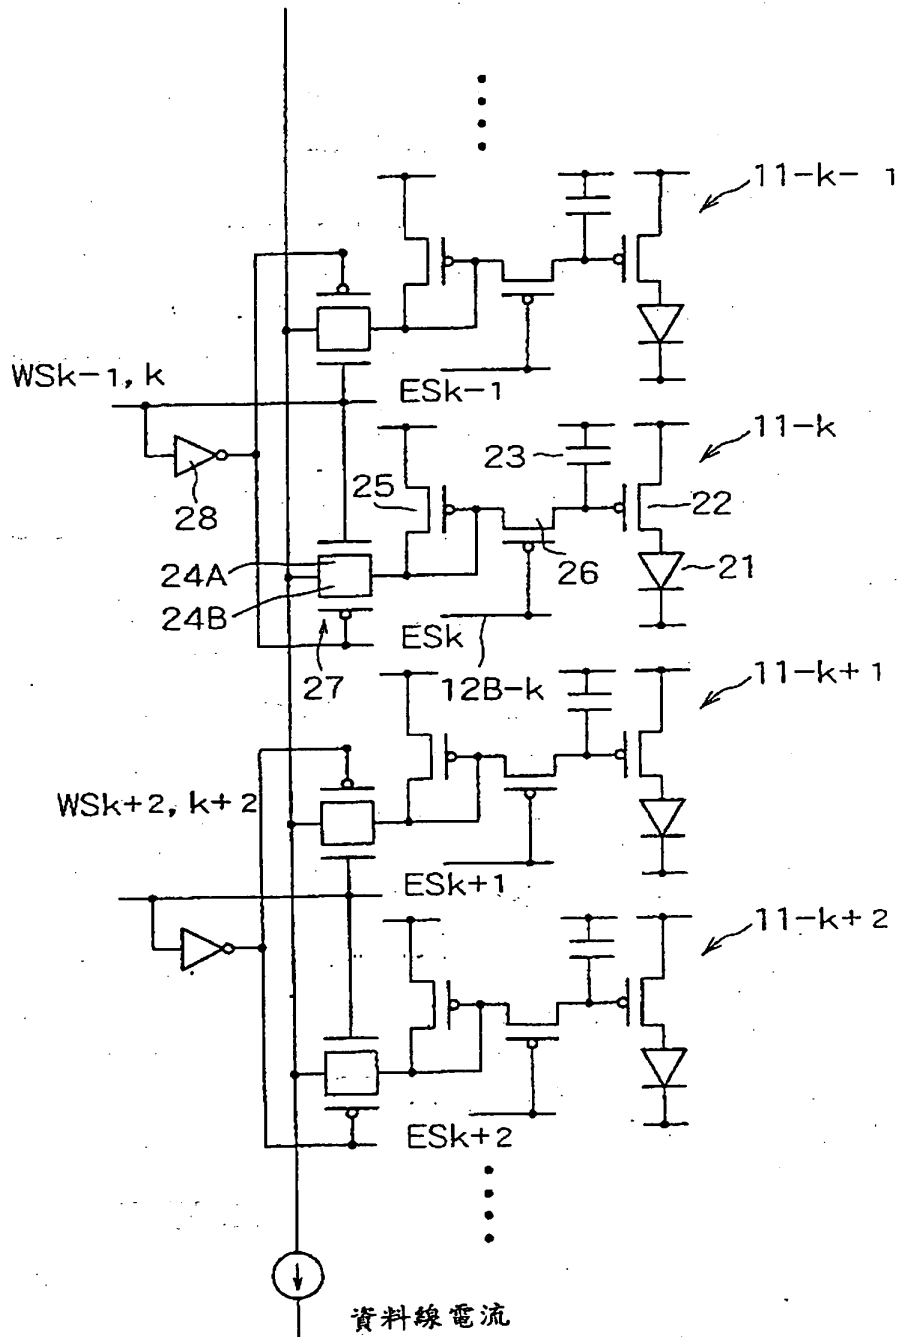 11-k-1
WSk-1, k
ESk-1
11-k
23
25
22
28
24A
26
21
24B
ESk
27
12B-k
11-k+1
WSk+2, k+2
ESk+1
11-k+2
ESk+2
資料線電流